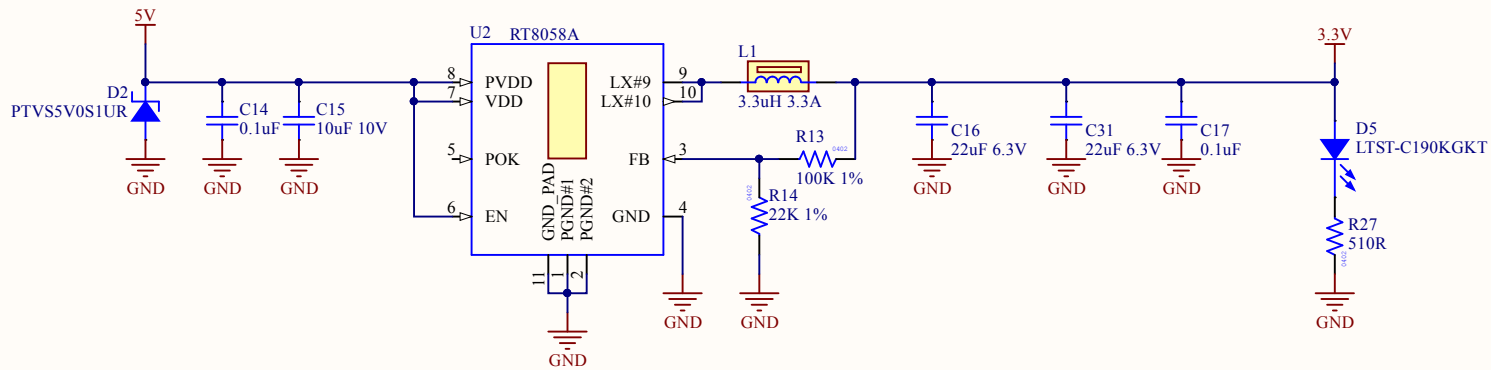 5V
3.3V
U2
RT8058A
L1
3.3uH 3.3A
D2
PTVS5V0S1UR
C14
0.1uF
C15
10uF 10V
8
PVDD
7
VDD
5
POK
6
EN
LX#9
9
LX#10
10
FB
3
GND
4
GND_PAD
PGND#1
PGND#2
11
1
2
R13
0402
100K 1%
R14
0402
22K 1%
C16
22uF 6.3V
C31
22uF 6.3V
C17
0.1uF
D5
LTST-C190KGKT
R27
510R
0402
GND
GND
GND
GND
GND
GND
GND
GND
GND
GND